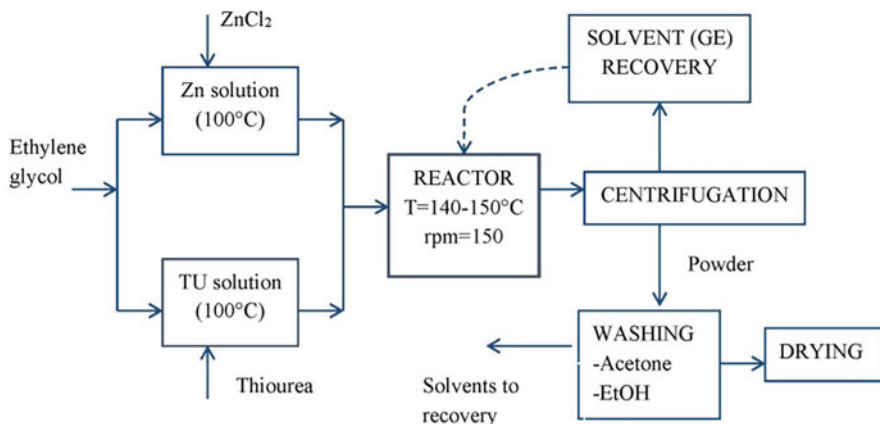 ZnCl₂
Zn solution
(100°C)
Ethylene
glycol
TU solution
(100°C)
Thiourea
REACTOR
T=140-150°C
rpm=150
SOLVENT (GE)
RECOVERY
CENTRIFUGATION
Powder
WASHING
-Acetone
-EtOH
Solvents to
recovery
DRYING